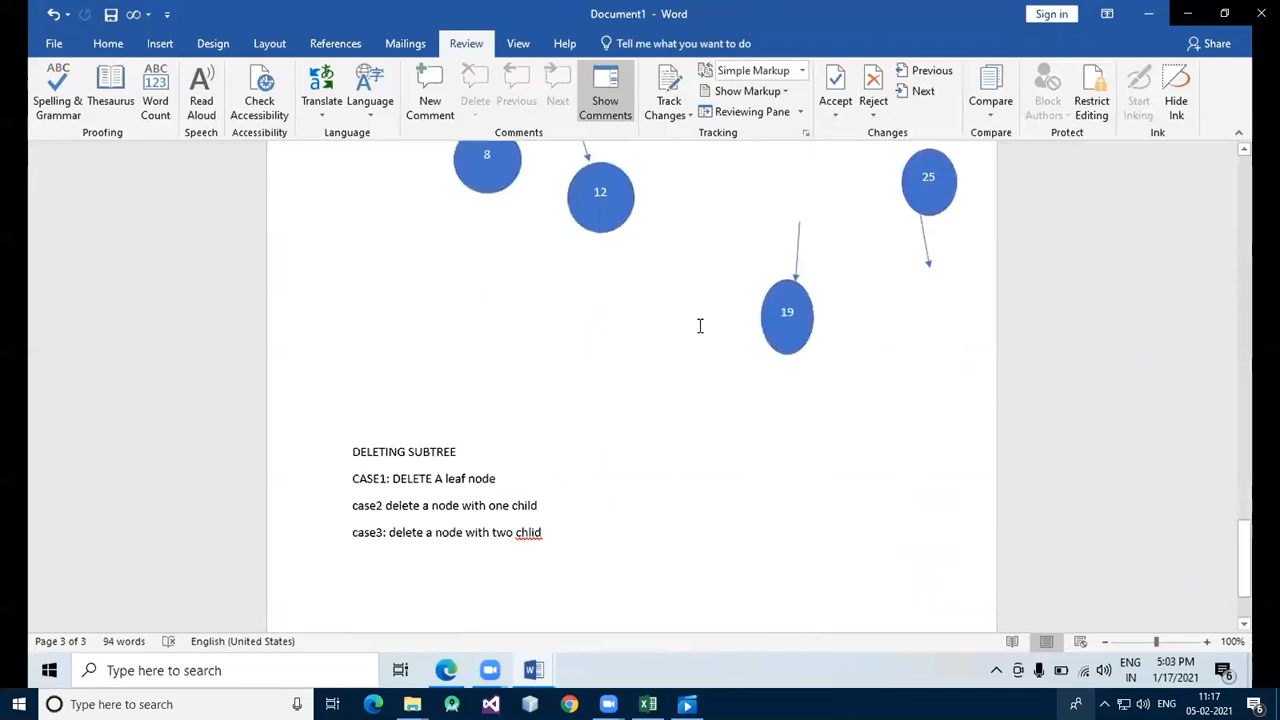 Document1 - Word
Sign in
File Home Insert Design Layout References Mailings Review View Help Tell me what you want to do Share
Spelling & Grammar
Thesaurus
ABC 123 Word Count
Proofing
Read Aloud
Speech
Check Accessibility
Accessibility
Translate
Language
Language
New Comment
Delete
Previous
Next
Show Comments
Comments
Track Changes
Simple Markup
Show Markup
Reviewing Pane
Tracking
Accept
Reject
Previous
Next
Changes
Compare
Compare
Block Authors
Restrict Editing
Protect
Start Inking
Hide Ink
Ink
8
12
25
19
DELETING SUBTREE
CASE1: DELETE A leaf node
case2 delete a node with one child
case3: delete a node with two chlid
Page 3 of 3 94 words English (United States) 100%
Type here to search
ENG IN
5:03 PM
1/17/2021
6
Type here to search
ENG
11:17
05-02-2021
6